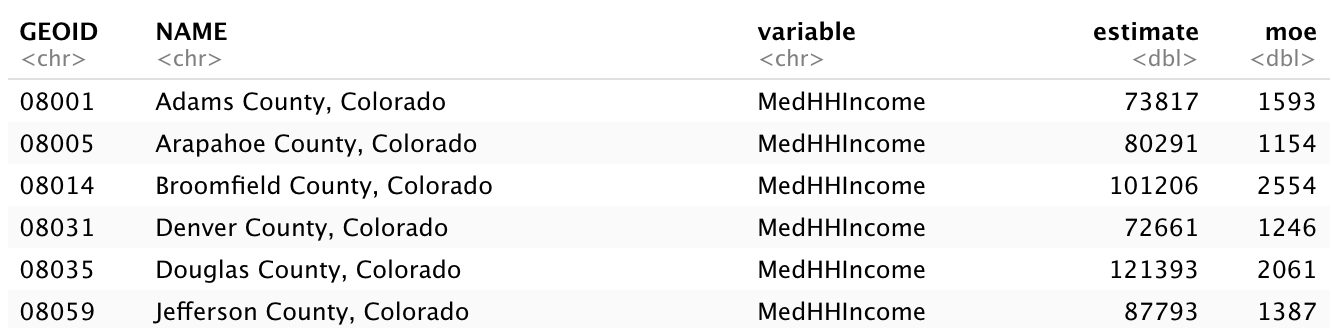 GEOID NAME variable estimate moe
<chr> <chr> <chr> <dbl> <dbl>
08001 Adams County, Colorado MedHHIncome 73817 1593
08005 Arapahoe County, Colorado MedHHIncome 80291 1154
08014 Broomfield County, Colorado MedHHIncome 101206 2554
08031 Denver County, Colorado MedHHIncome 72661 1246
08035 Douglas County, Colorado MedHHIncome 121393 2061
08059 Jefferson County, Colorado MedHHIncome 87793 1387